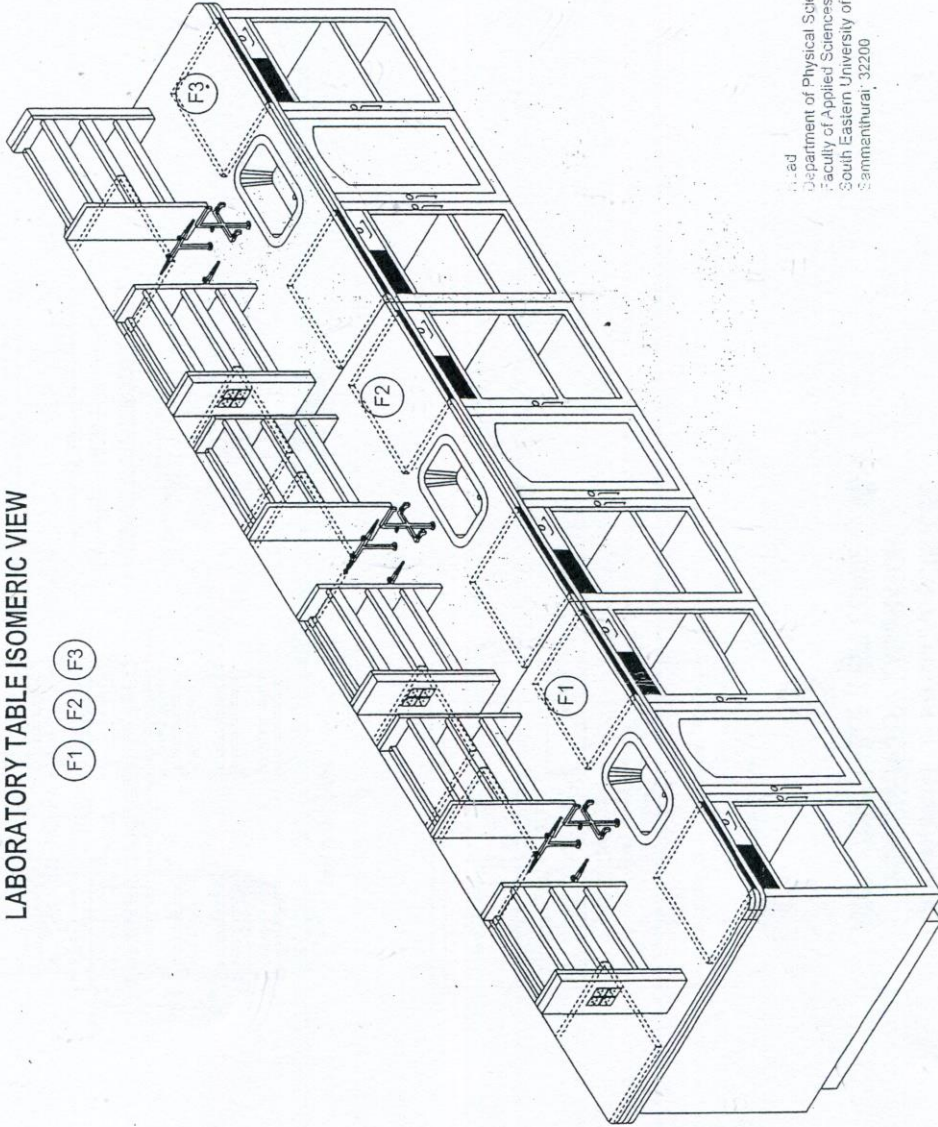 LABORATORY TABLE ISOMERIC VIEW
F1 F2 F3
F3
F2
F1
Department of Physical Scie
Faculty of Applied Sciences
South Eastern University of
Sammanthurai 32200